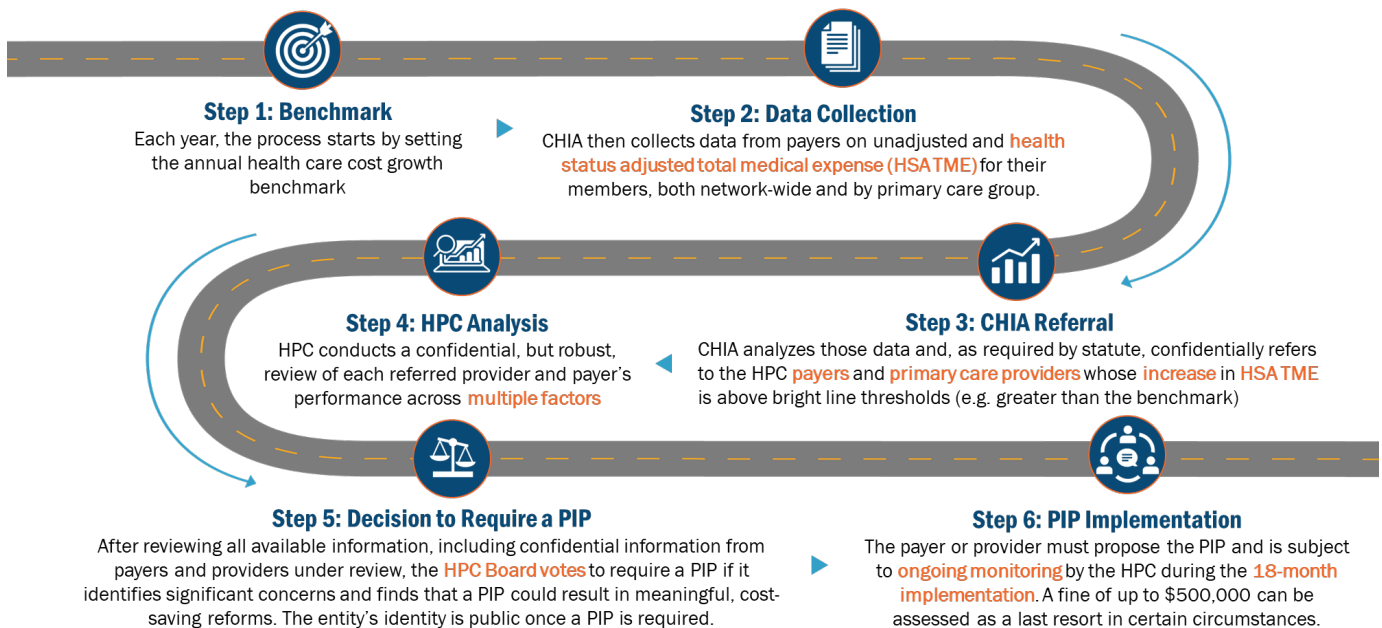 Step 1: Benchmark
Each year, the process starts by setting
the annual health care cost growth
benchmark
Step 2: Data Collection
CHIA then collects data from payers on unadjusted and health
status adjusted total medical expense (HSA TME) for their
members, both network-wide and by primary care group.
Step 3: CHIA Referral
CHIA analyzes those data and, as required by statute, confidentially refers
to the HPC payers and primary care providers whose increase in HSA TME
is above bright line thresholds (e.g. greater than the benchmark)
Step 4: HPC Analysis
HPC conducts a confidential, but robust,
review of each referred provider and payer's
performance across multiple factors
Step 5: Decision to Require a PIP
After reviewing all available information, including confidential information from
payers and providers under review, the HPC Board votes to require a PIP if it
identifies significant concerns and finds that a PIP could result in meaningful, cost-
saving reforms. The entity's identity is public once a PIP is required.
Step 6: PIP Implementation
The payer or provider must propose the PIP and is subject
to ongoing monitoring by the HPC during the 18-month
implementation. A fine of up to $500,000 can be
assessed as a last resort in certain circumstances.